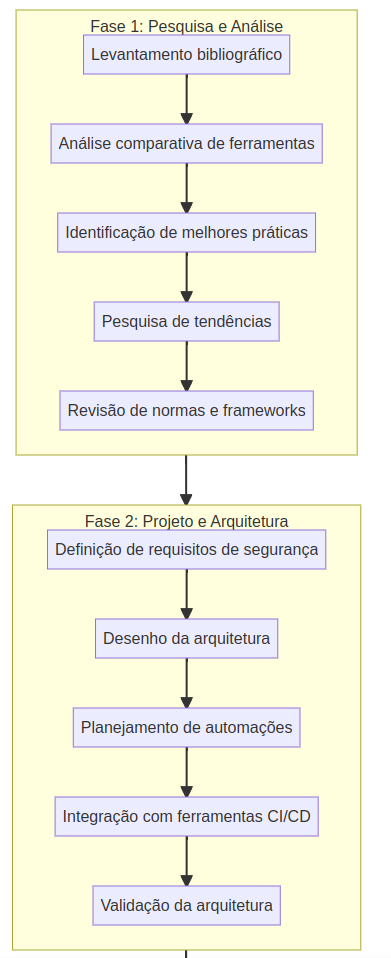 Fase 1: Pesquisa e Análise
Levantamento bibliográfico
Análise comparativa de ferramentas
Identificação de melhores práticas
Pesquisa de tendências
Revisão de normas e frameworks
Fase 2: Projeto e Arquitetura
Definição de requisitos de segurança
Desenho da arquitetura
Planejamento de automações
Integração com ferramentas CI/CD
Validação da arquitetura